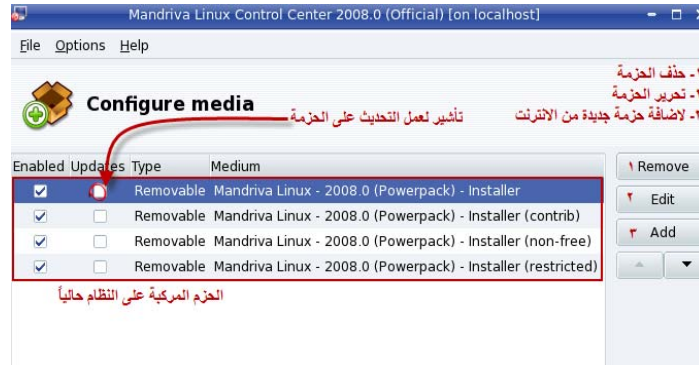 Mandriva Linux Control Center 2008.0 (Official) [on localhost]
File Options Help
١- حذف الحزمة
٢- تحرير الحزمة
٣- لاضافة حزمة جديدة من الانترنت
Configure media
تأشير لعمل التحديث على الحزمة
Enabled Updates Type Medium
Removable Mandriva Linux - 2008.0 (Powerpack) - Installer
Removable Mandriva Linux - 2008.0 (Powerpack) - Installer (contrib)
Removable Mandriva Linux - 2008.0 (Powerpack) - Installer (non-free)
Removable Mandriva Linux - 2008.0 (Powerpack) - Installer (restricted)
١ Remove
٢ Edit
٣ Add
الحزم المركبة على النظام حالياً